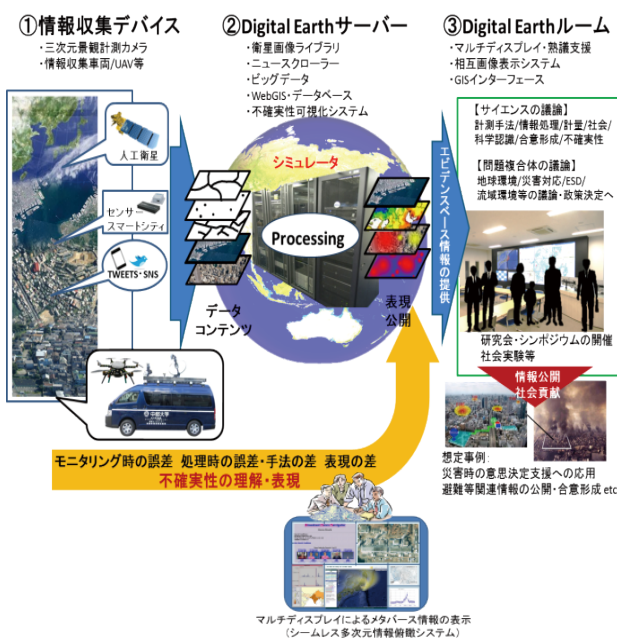 ①情報収集デバイス
・三次元景観計測カメラ
・情報収集車両/UAV等
人工衛星
センサー
スマートシティ
TWEETS・SNS
②Digital Earthサーバー
・衛星画像ライブラリ
・ニュースクローラー
・ビッグデータ
・WebGIS・データベース
・不確実性可視化システム
シミュレータ
Processing
データ
コンテンツ
表現
公開
エビデンスベース情報の提供
③Digital Earthルーム
・マルチディスプレイ・熟議支援
・相互画像表示システム
・GISインターフェース
【サイエンスの議論】
計測手法/情報処理/計量/社会/
科学認識/合意形成/不確実性
【問題複合体の議論】
地球環境/災害対応/ESD/
流域環境等の議論・政策決定へ
研究会・シンポジウムの開催
社会実験等
情報公開
社会貢献
想定事例:
災害時の意思決定支援への応用
避難等関連情報の公開・合意形成 etc
中部大学
モニタリング時の誤差 処理時の誤差・手法の差 表現の差
不確実性の理解・表現
マルチディスプレイによるメタバース情報の表示
(シームレス多次元情報俯瞰システム)